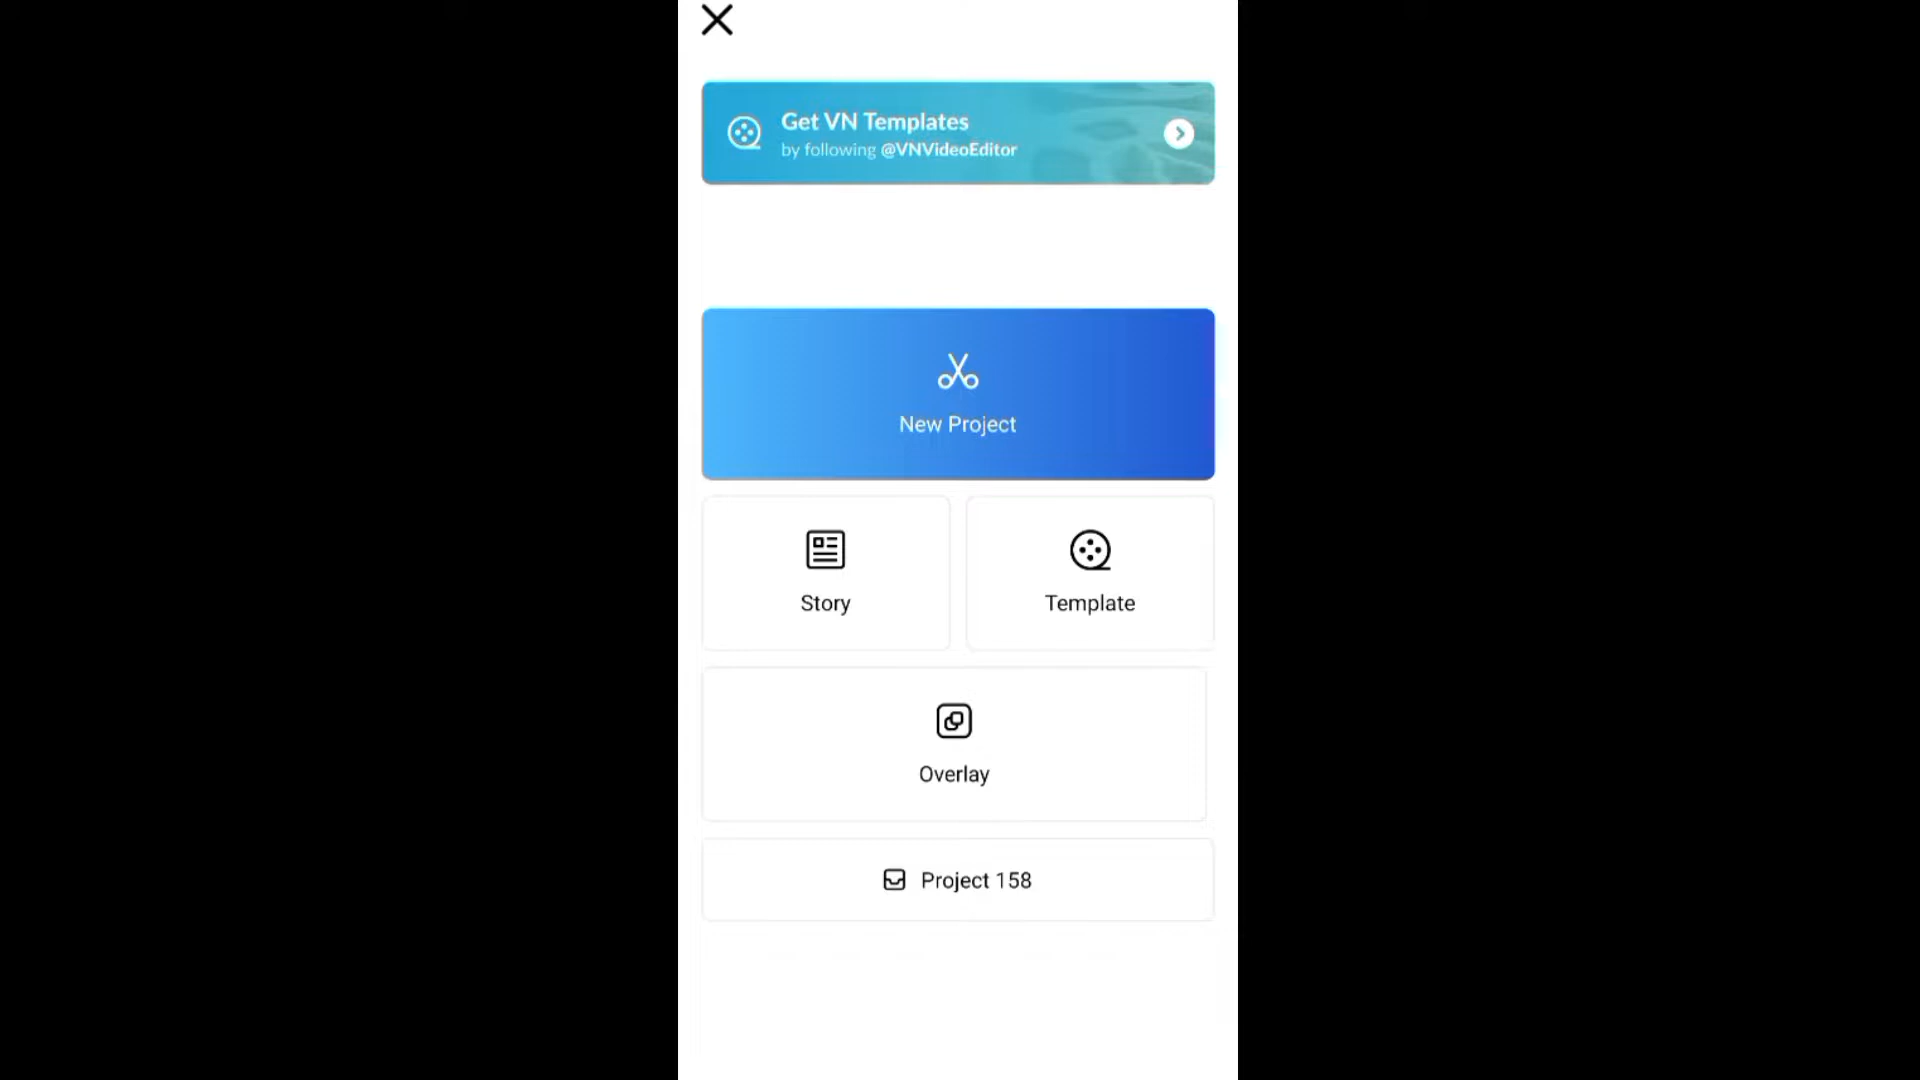 Get VN Templates
by following @VNVideoEditor
New Project
Story
Template
Overlay
Project 158